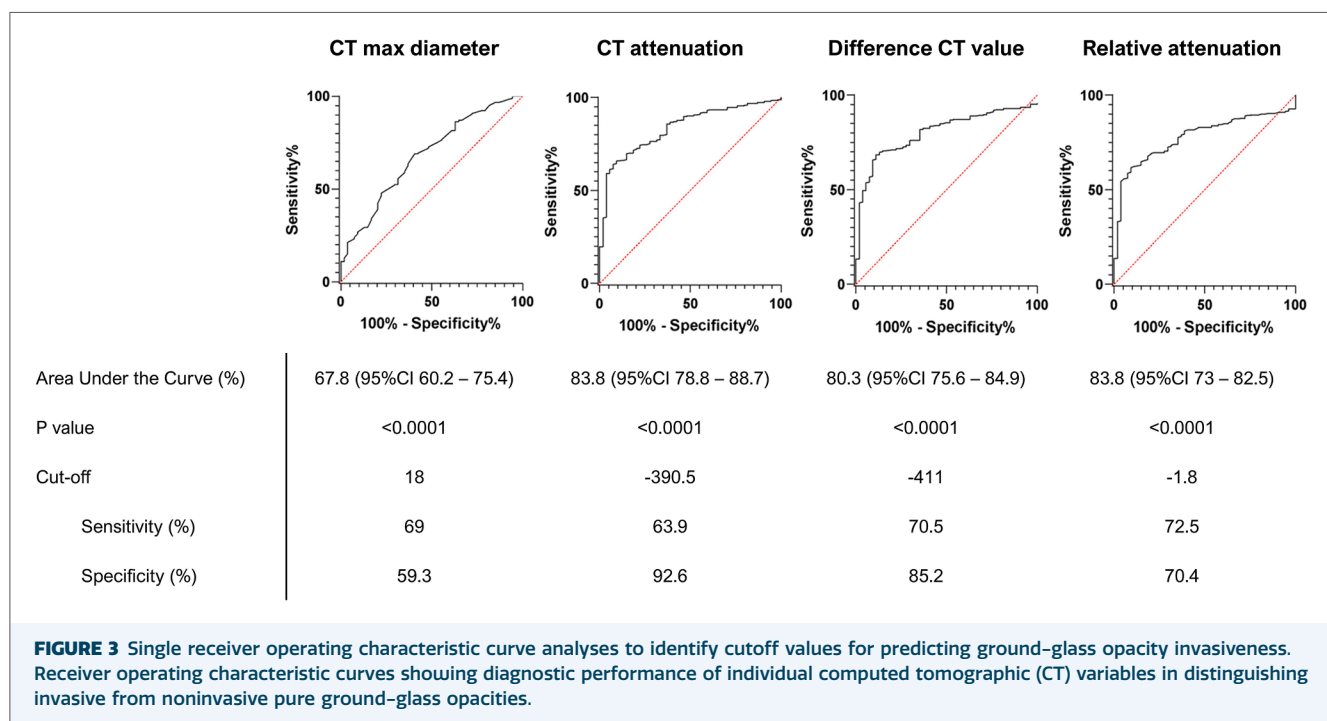 CT max diameter
CT attenuation
Difference CT value
Relative attenuation
100
50
0
Sensitivity%
0
50
100
100% - Specificity%
100
50
0
Sensitivity%
0
50
100
100% - Specificity%
100
50
0
Sensitivity%
0
50
100
100% - Specificity%
100
50
0
Sensitivity%
0
50
100
100% - Specificity%
Area Under the Curve (%) 67.8 (95%CI 60.2 – 75.4) 83.8 (95%CI 78.8 – 88.7) 80.3 (95%CI 75.6 – 84.9) 83.8 (95%CI 73 – 82.5)
P value <0.0001 <0.0001 <0.0001 <0.0001
Cut-off 18 -390.5 -411 -1.8
Sensitivity (%) 69 63.9 70.5 72.5
Specificity (%) 59.3 92.6 85.2 70.4
FIGURE 3 Single receiver operating characteristic curve analyses to identify cutoff values for predicting ground-glass opacity invasiveness.
Receiver operating characteristic curves showing diagnostic performance of individual computed tomographic (CT) variables in distinguishing
invasive from noninvasive pure ground-glass opacities.